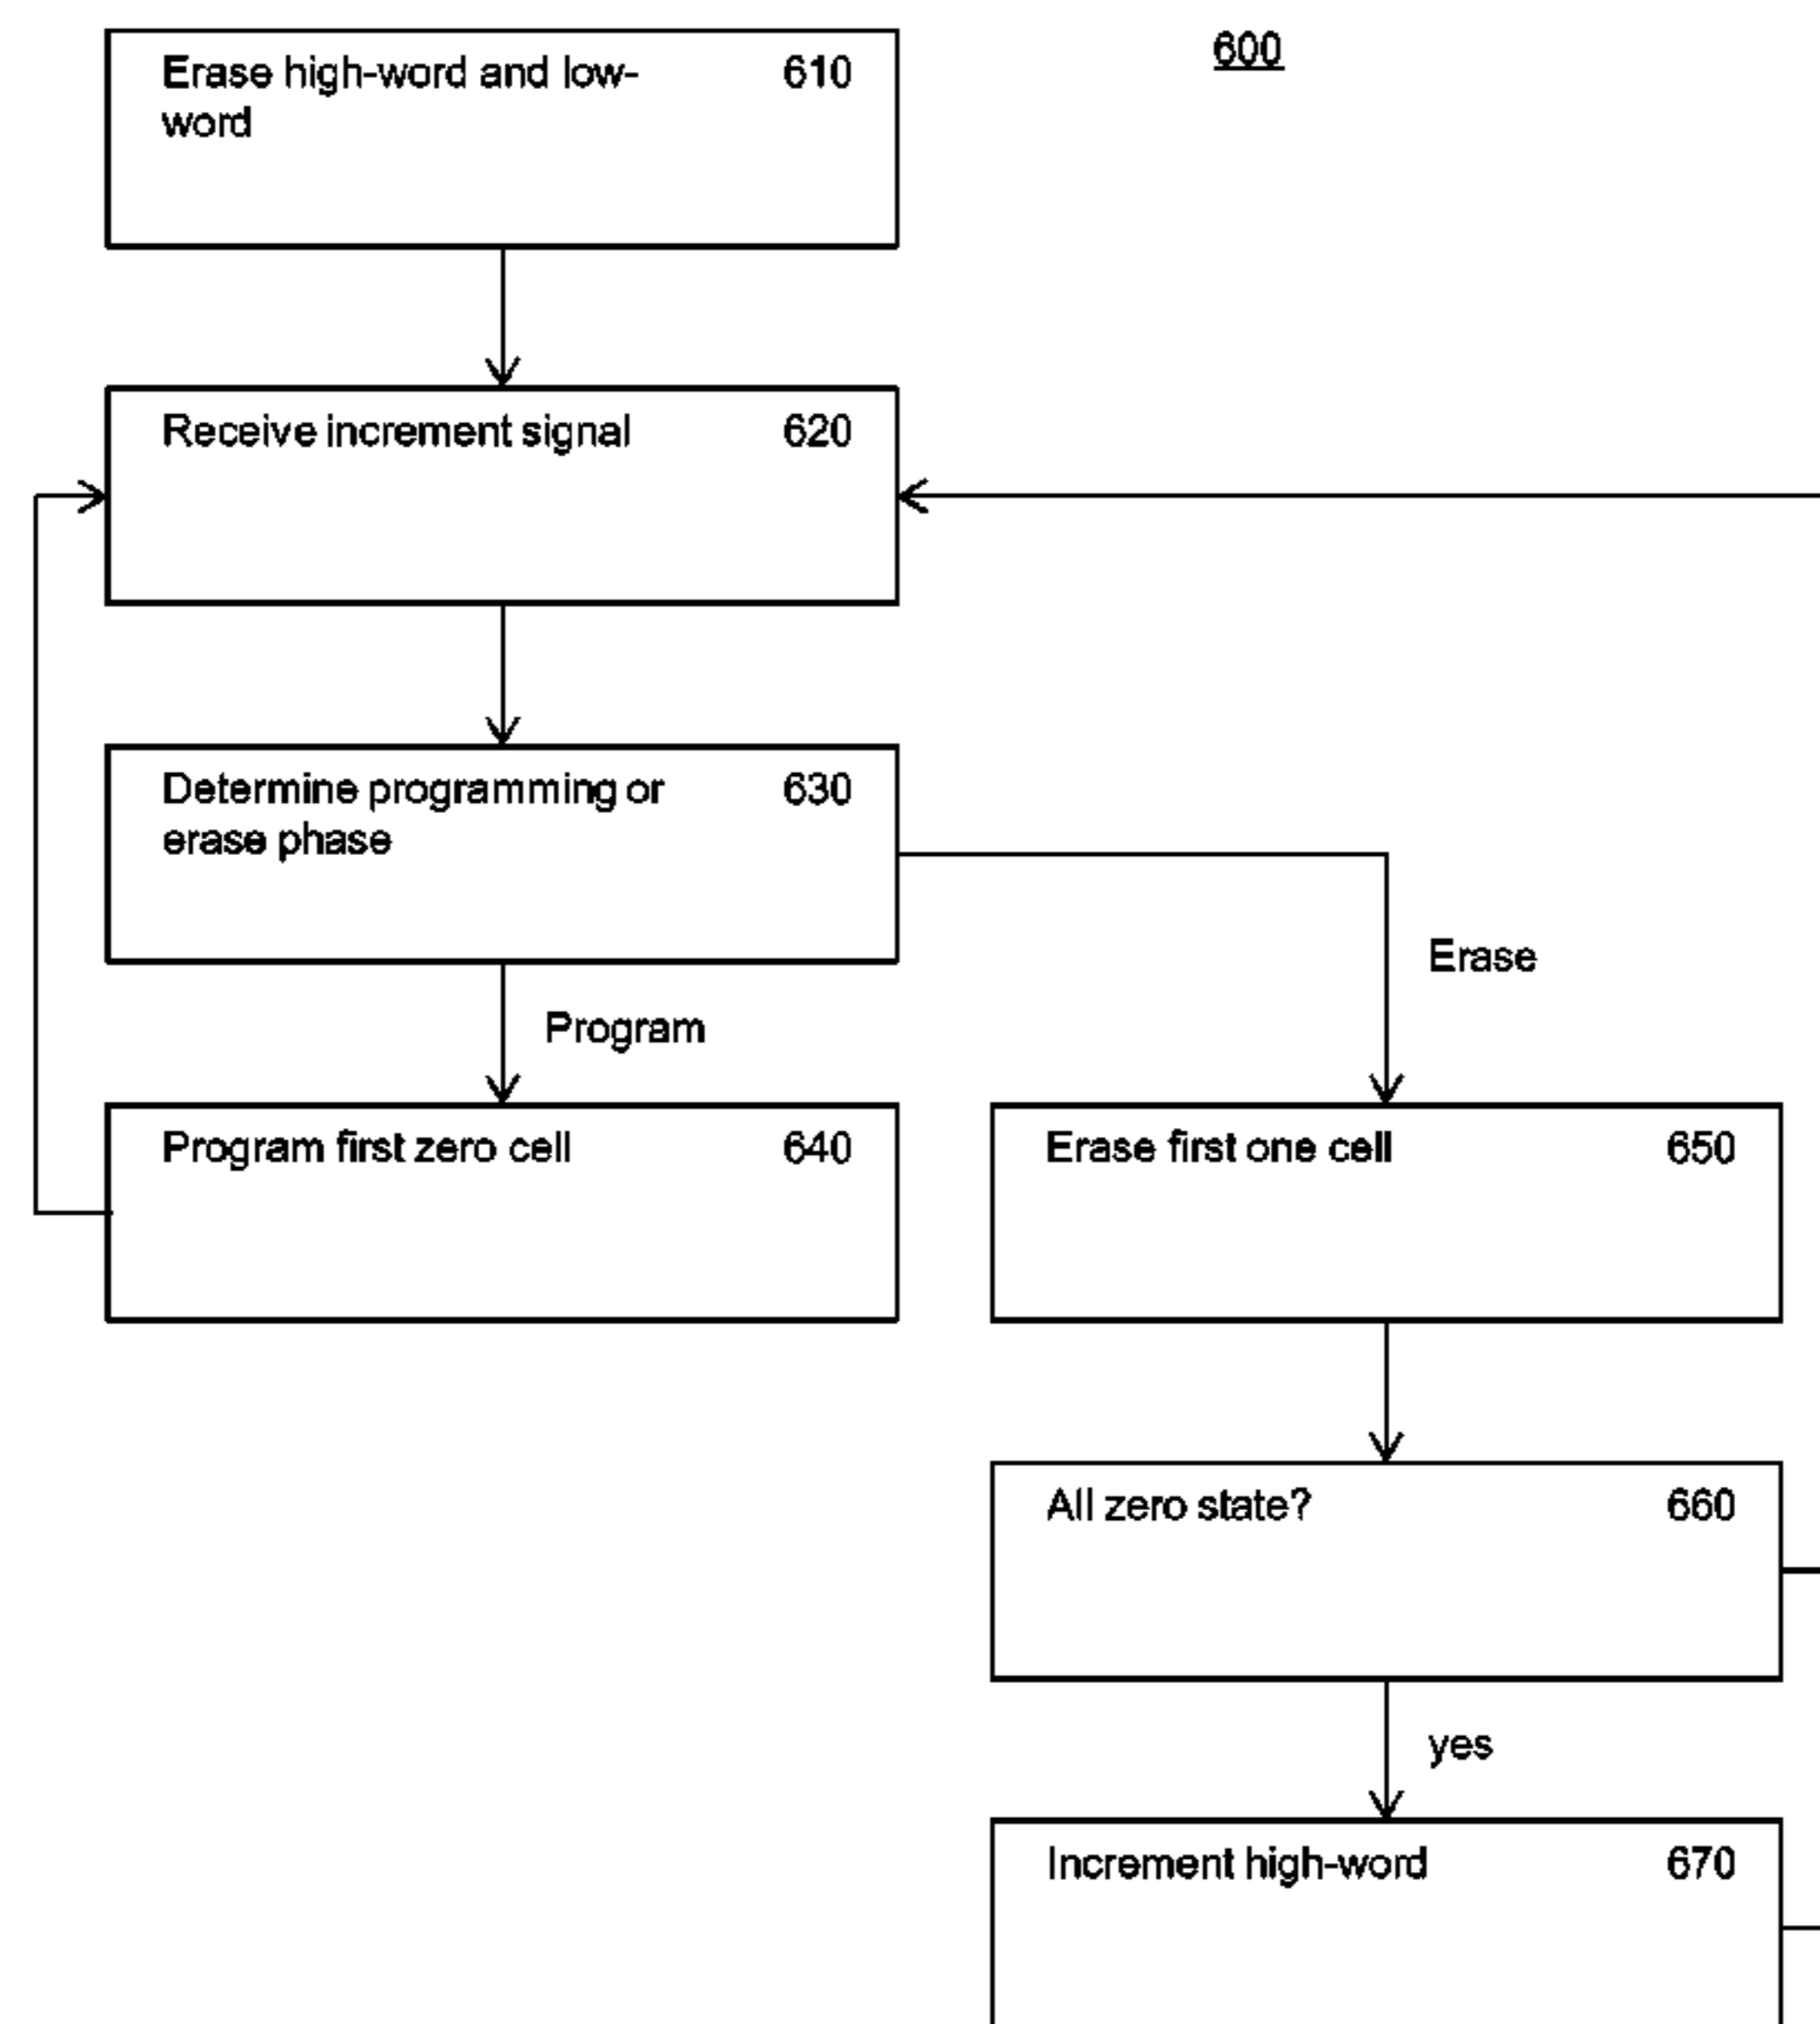 600
Erase high-word and low- 610
word
Receive increment signal 620
Determine programming or 630
erase phase
Erase
Program
Program first zero cell 640
Erase first one cell 650
All zero state? 660
yes
Increment high-word 670